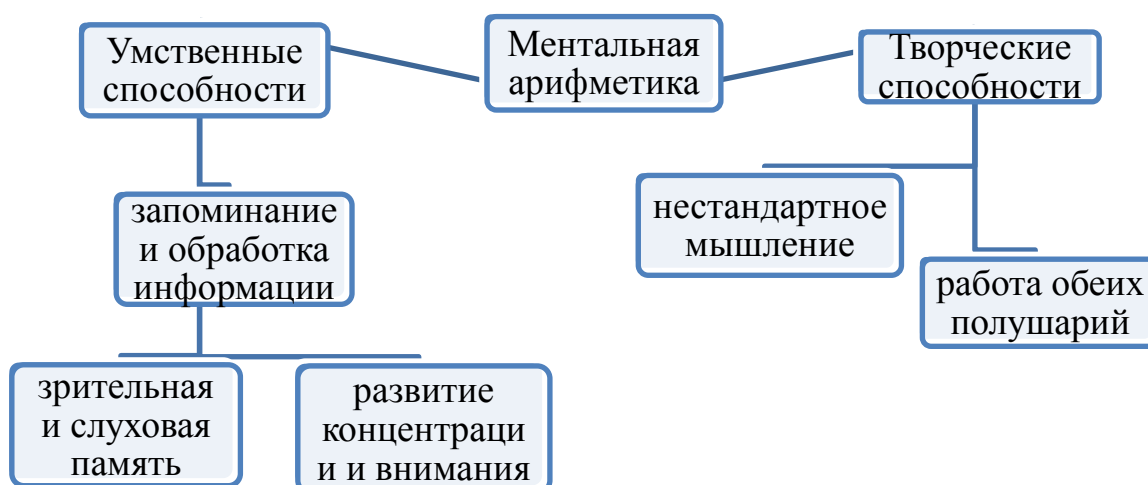 Умственные
способности
Ментальная
арифметика
Творческие
способности
запоминание
и обработка
информации
нестандартное
мышление
работа обеих
полушарий
зрительная
и слуховая
память
развитие
концентраци
и и внимания